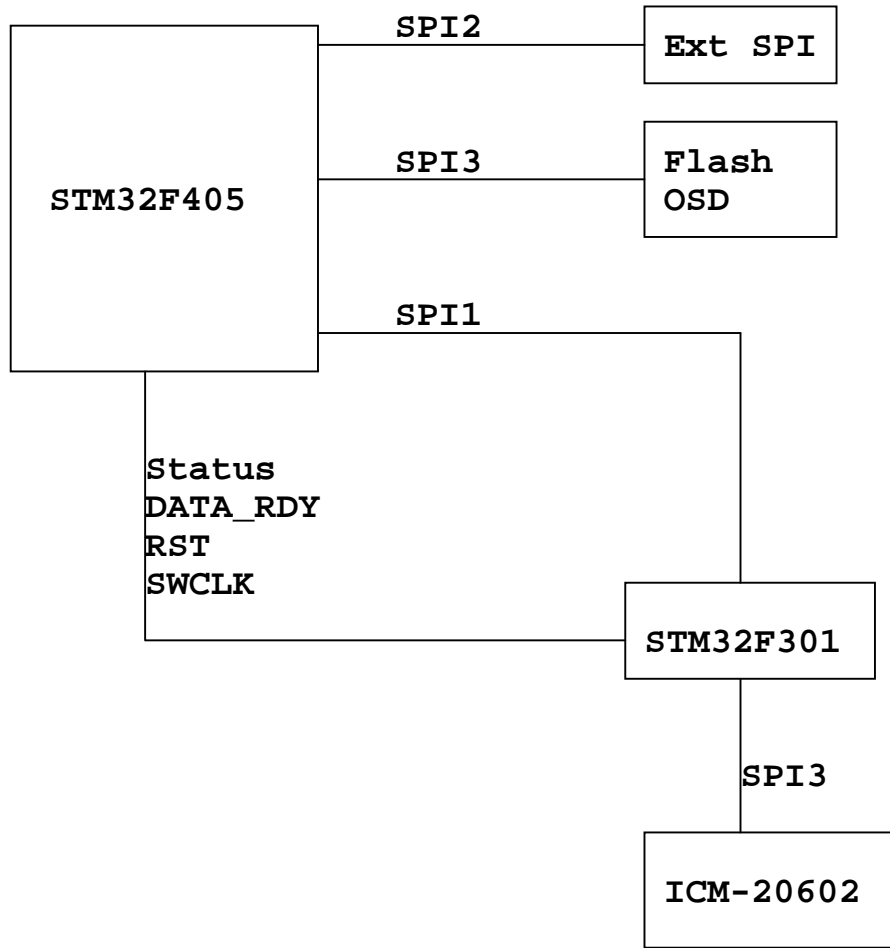 SPI2
Ext SPI
STM32F405
SPI3
Flash
OSD
SPI1
Status
DATA_RDY
RST
SWCLK
STM32F301
SPI3
ICM-20602